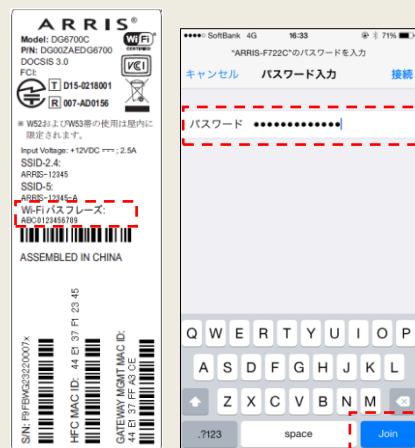 ARRIS®
Model: DG6700C
P/N: DG00ZAEDG6700
DOCSIS 3.0
FCI:
WiFi
CERTIFIED
VCI
T D15-0218001
R 007-AD0156
※ W52およびW53帯の使用は屋内に
限定されます。
Input Voltage: +12VDC ⎓; 2.5A
SSID-2.4:
ARRIS-12345
SSID-5:
ARRIS-12345-A
Wi-Fi パスフレーズ:
ABC0123456789
ASSEMBLED IN CHINA
S/N: F9FBWG23220007x
HFC MAC ID: 44 E1 37 F1 23 45
GATEWAY MGMT MAC ID:
44 E1 37 FF A3 CE
SoftBank 4G 16:33 71%
"ARRIS-F722C"のパスワードを入力
キャンセル パスワード入力 接続
パスワード ●●●●●●●●●●●●●
Q W E R T Y U I O P
A S D F G H J K L
Z X C V B N M
.?123 space Join